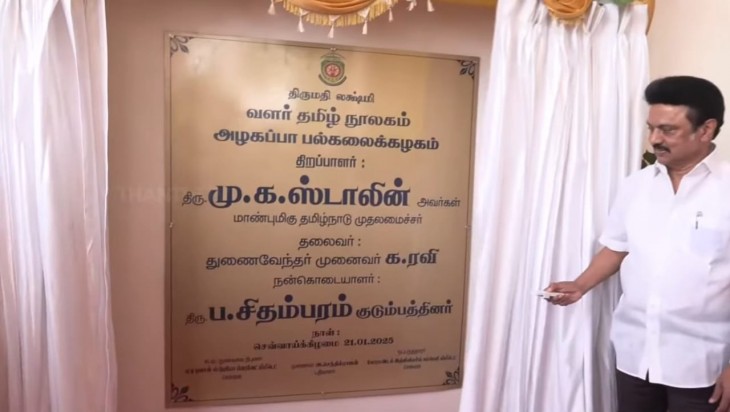 திருமதி லக்ஷ்மி
வளர் தமிழ் நூலகம்
அழகப்பா பல்கலைக்கழகம்
திறப்பாளர் :
திரு. மு.க.ஸ்டாலின் அவர்கள்
மாண்புமிகு தமிழ்நாடு முதலமைச்சர்
தலைவர் :
துணைவேந்தர் முனைவர் க.ரவி
நன்கொடையாளர் :
திரு. ப.சிதம்பரம் குடும்பத்தினர்
நாள் :
செவ்வாய்க்கிழமை 21.01.2025